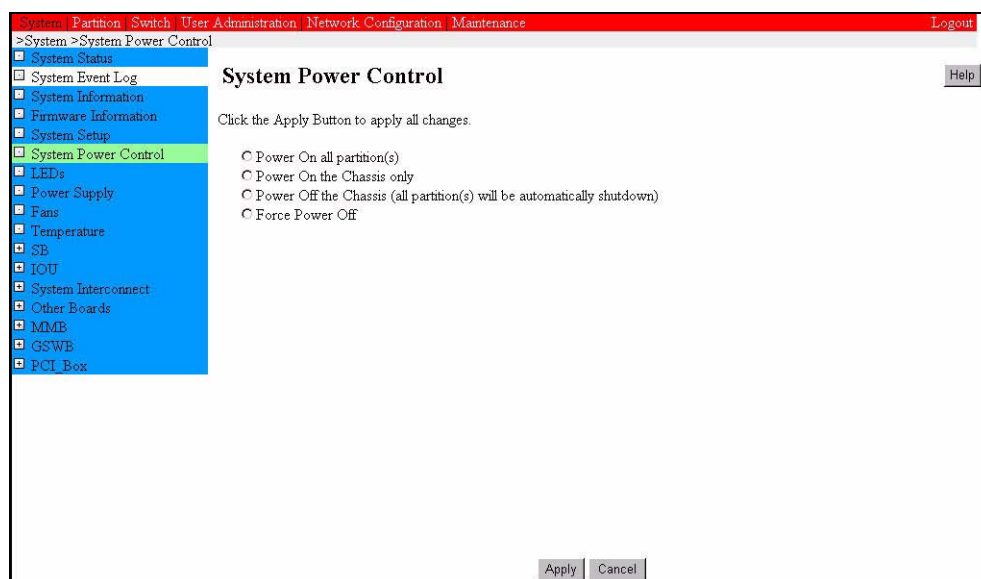 System | Partition | Switch | User Administration | Network Configuration | Maintenance Logout
>System >System Power Control
System Status
System Event Log
System Information
Firmware Information
System Setup
System Power Control
LEDs
Power Supply
Fans
Temperature
SB
IOU
System Interconnect
Other Boards
MMB
GSWB
PCI_Box
System Power Control
Help
Click the Apply Button to apply all changes.
Power On all partition(s)
Power On the Chassis only
Power Off the Chassis (all partition(s) will be automatically shutdown)
Force Power Off
Apply Cancel